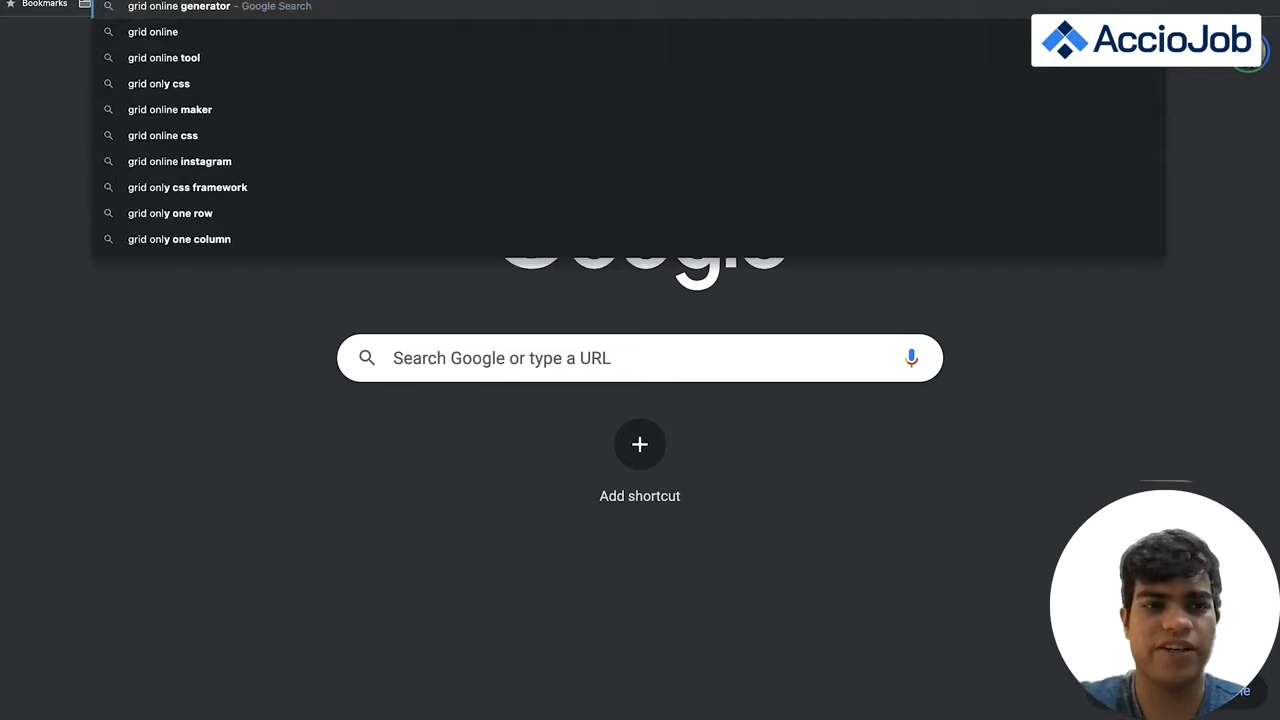 Bookmarks
grid online generator - Google Search
grid online
grid online tool
grid only css
grid online maker
grid online css
grid online instagram
grid only css framework
grid only one row
grid only one column
AccioJob
Google
Search Google or type a URL
Add shortcut